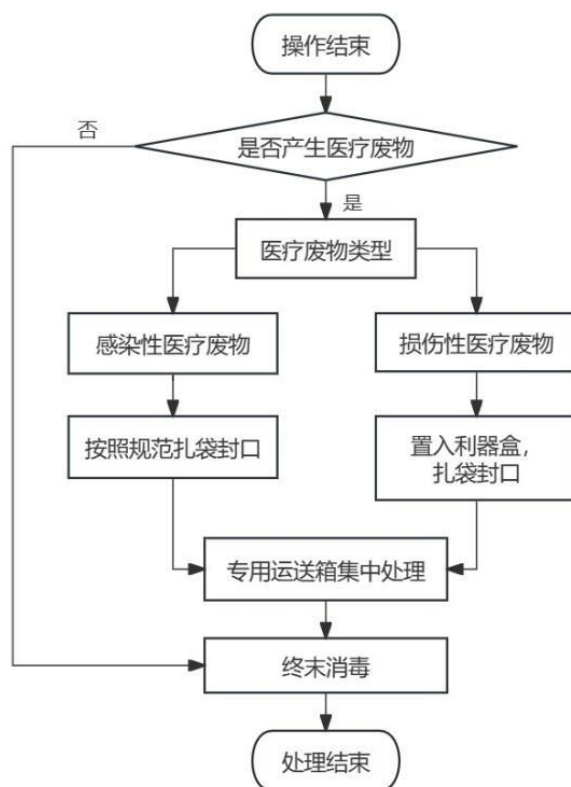 操作结束
否
是否产生医疗废物
是
医疗废物类型
感染性医疗废物
损伤性医疗废物
按照规范扎袋封口
置入利器盒，
扎袋封口
专用运送箱集中处理
终末消毒
处理结束